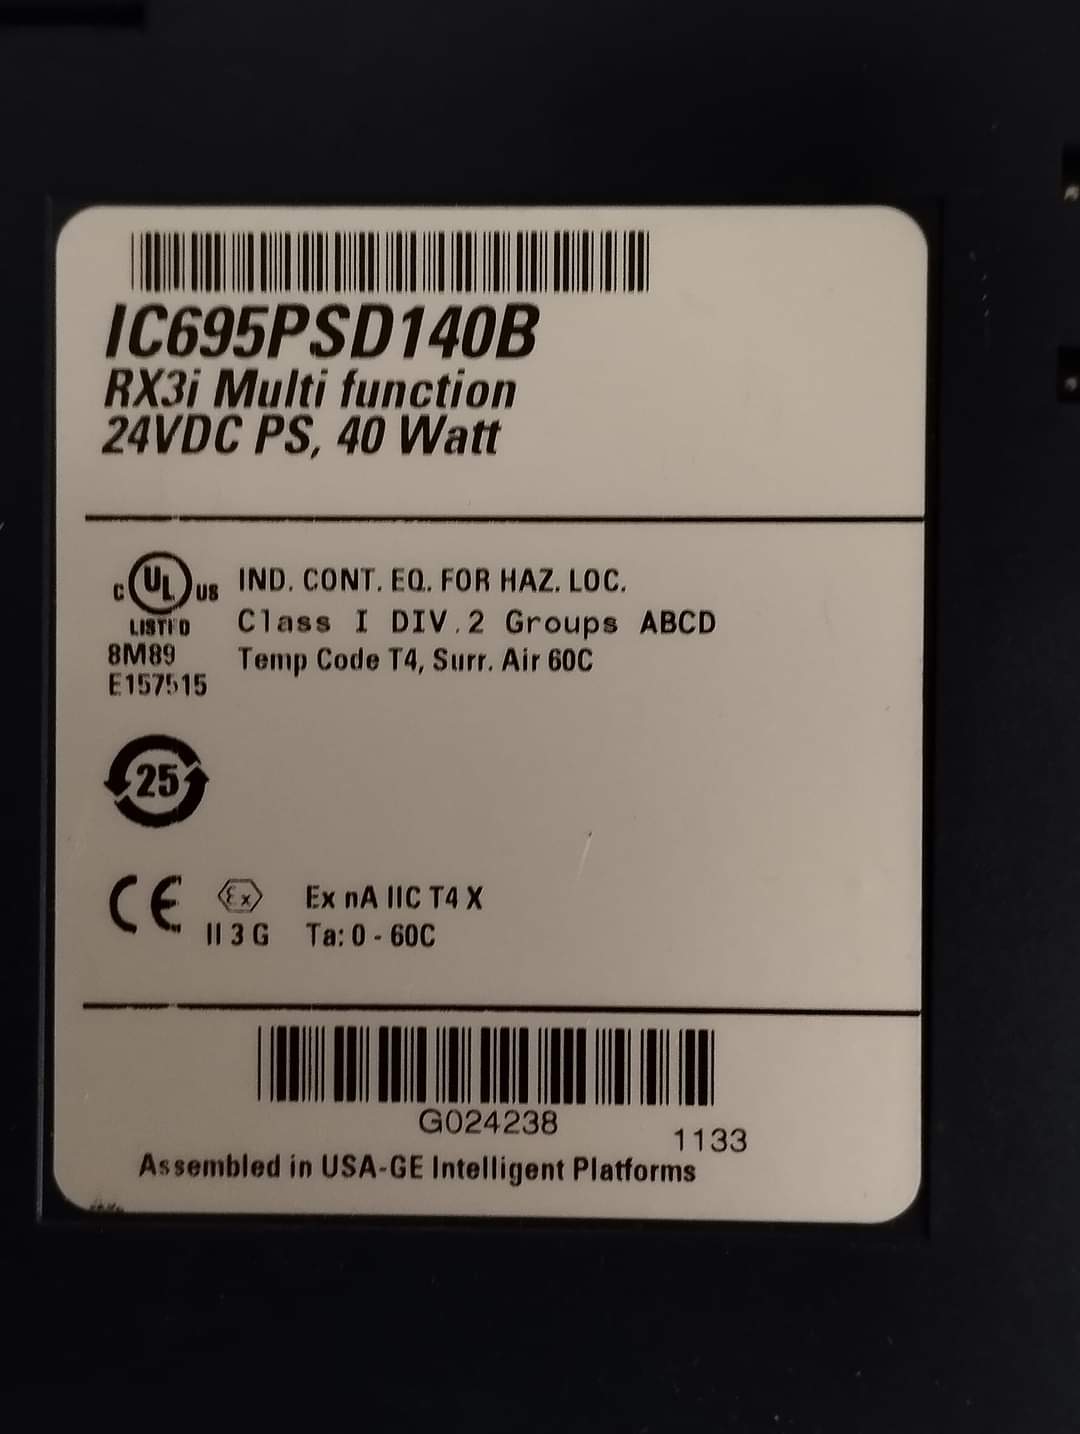 IC695PSD140B
RX3i Multi function
24VDC PS, 40 Watt
C UL US IND. CONT. EQ. FOR HAZ. LOC.
LISTED Class I DIV.2 Groups ABCD
8M89 Temp Code T4, Surr. Air 60C
E157515
25
CE Ex Ex nA IIC T4 X
II 3 G Ta: 0 - 60C
G024238
1133
Assembled in USA-GE Intelligent Platforms